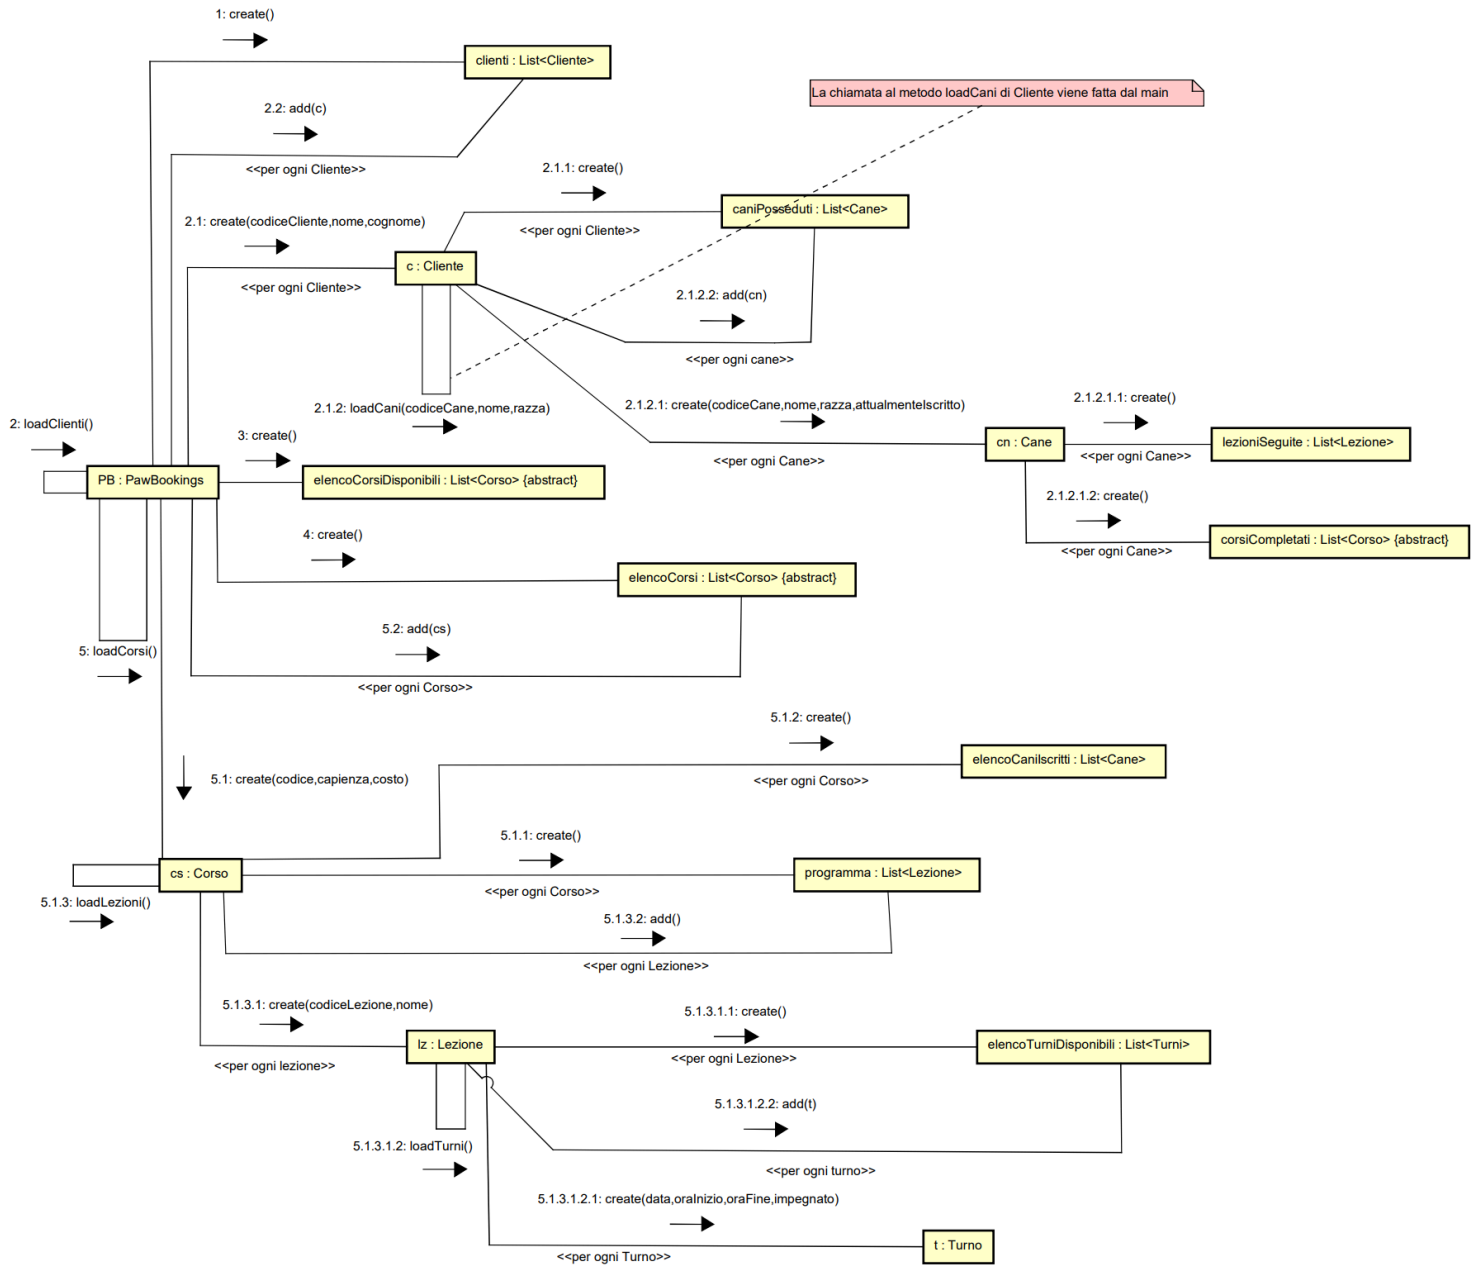 1: create()
clienti : List<Cliente>
La chiamata al metodo loadCani di Cliente viene fatta dal main
2.2: add(c)
<<per ogni Cliente>>
2.1.1: create()
caniPosseduti : List<Cane>
2.1: create(codiceCliente,nome,cognome)
<<per ogni Cliente>>
c : Cliente
<<per ogni Cliente>>
2.1.2.2: add(cn)
<<per ogni cane>>
2.1.2: loadCani(codiceCane,nome,razza)
2.1.2.1: create(codiceCane,nome,razza,attualmenteIscritto)
2.1.2.1.1: create()
2: loadClienti()
3: create()
cn : Cane
lezioniSeguite : List<Lezione>
<<per ogni Cane>>
<<per ogni Cane>>
PB : PawBookings
elencoCorsiDisponibili : List<Corso> {abstract}
2.1.2.1.2: create()
4: create()
corsiCompletati : List<Corso> {abstract}
<<per ogni Cane>>
elencoCorsi : List<Corso> {abstract}
5.2: add(cs)
5: loadCorsi()
<<per ogni Corso>>
5.1.2: create()
elencoCaniIscritti : List<Cane>
5.1: create(codice,capienza,costo)
<<per ogni Corso>>
5.1.1: create()
cs : Corso
programma : List<Lezione>
<<per ogni Corso>>
5.1.3: loadLezioni()
5.1.3.2: add()
<<per ogni Lezione>>
5.1.3.1: create(codiceLezione,nome)
5.1.3.1.1: create()
lz : Lezione
elencoTurniDisponibili : List<Turni>
<<per ogni Lezione>>
<<per ogni lezione>>
5.1.3.1.2.2: add(t)
5.1.3.1.2: loadTurni()
<<per ogni turno>>
5.1.3.1.2.1: create(data,oraInizio,oraFine,impegnato)
t : Turno
<<per ogni Turno>>